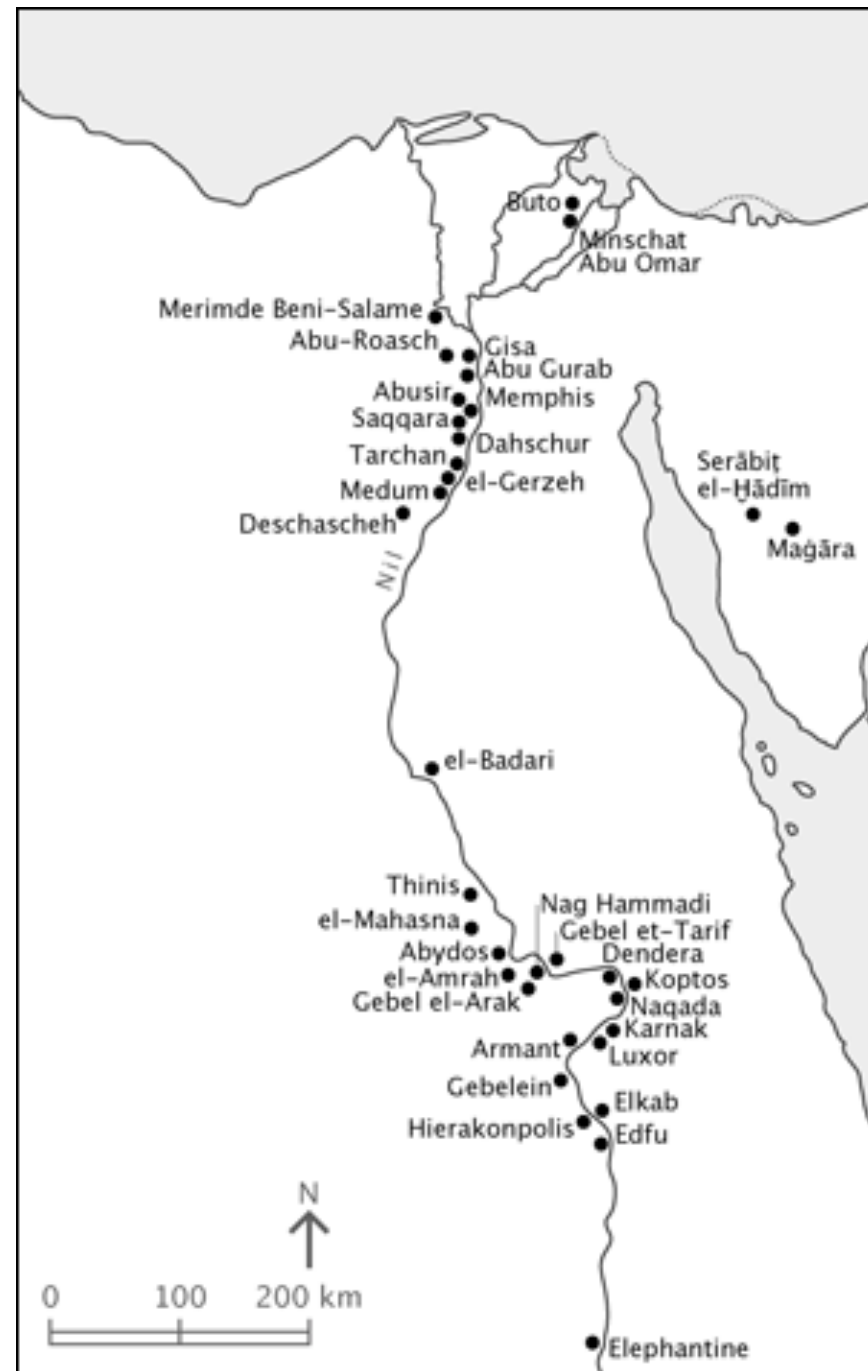 Buto
Minschat
Abu Omar
Merimde Beni-Salame
Abu-Roasch
Gisa
Abu Gurab
Abusir
Memphis
Saqqara
Dahschur
Tarchan
el-Gerzeh
Medum
Deschascheh
Serābiṭ
el-Ḫādīm
Maġāra
Nil
el-Badari
Thinis
Nag Hammadi
el-Mahasna
Gebel et-Tarif
Abydos
Dendera
el-Amrah
Koptos
Gebel el-Arak
Naqada
Karnak
Armant
Luxor
Gebelein
Elkab
Hierakonpolis
Edfu
N
0 100 200 km
Elephantine